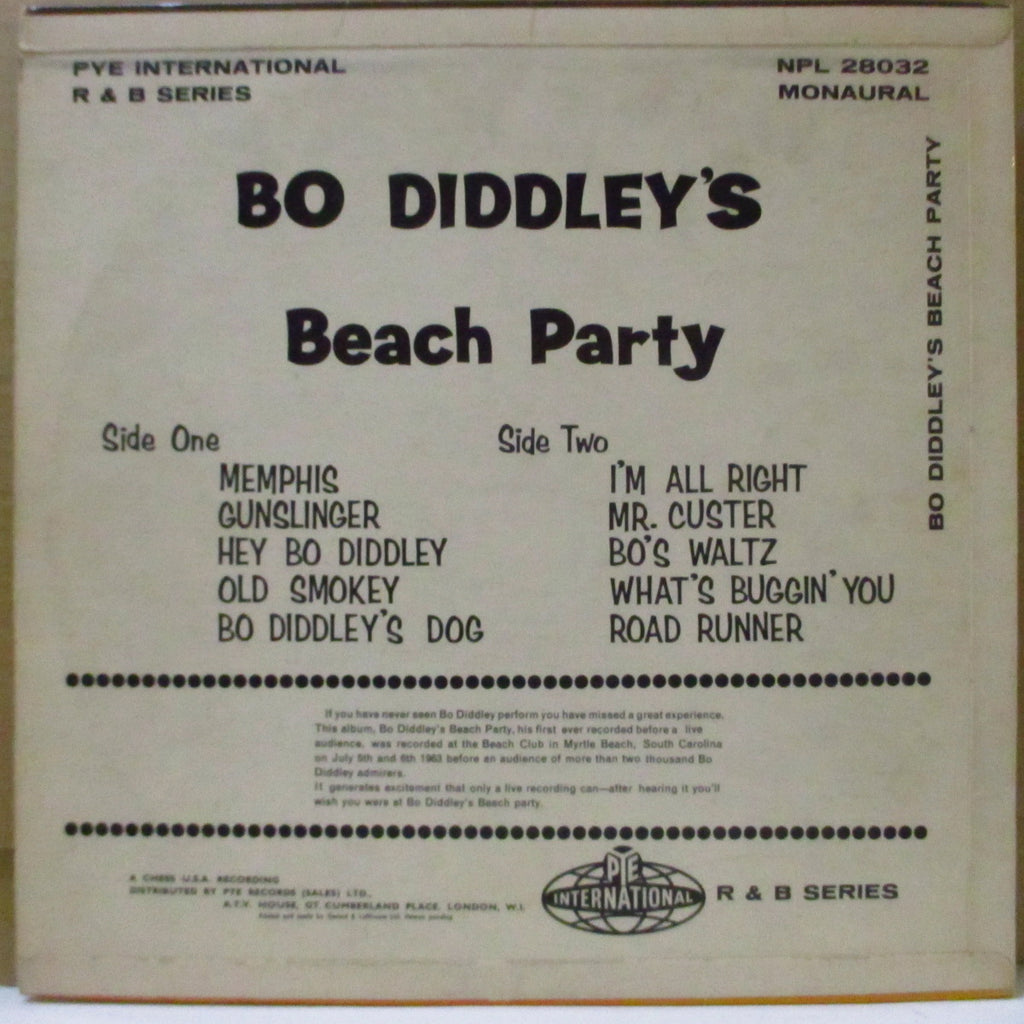 PYE INTERNATIONAL
R & B SERIES
NPL 28032
MONAURAL
BO DIDDLEY'S BEACH PARTY
BO DIDDLEY'S
Beach Party
Side One
MEMPHIS
GUNSLINGER
HEY BO DIDDLEY
OLD SMOKEY
BO DIDDLEY'S DOG
Side Two
I'M ALL RIGHT
MR. CUSTER
BO'S WALTZ
WHAT'S BUGGIN' YOU
ROAD RUNNER
If you have never seen Bo Diddley perform you have missed a great experience.
This album, Bo Diddley's Beach Party, his first ever recorded before a live
audience, was recorded at the Beach Club in Myrtle Beach, South Carolina
on July 5th and 6th 1963 before an audience of more than two thousand Bo
Diddley admirers.
It generates excitement that only a live recording can—after hearing it you'll
wish you were at Bo Diddley's Beach party.
A CHESS U.S.A. RECORDING
DISTRIBUTED BY PYE RECORDS (SALES) LTD.,
A.T.V. HOUSE, GT. CUMBERLAND PLACE, LONDON, W.1.
PYE
INTERNATIONAL
R & B SERIES